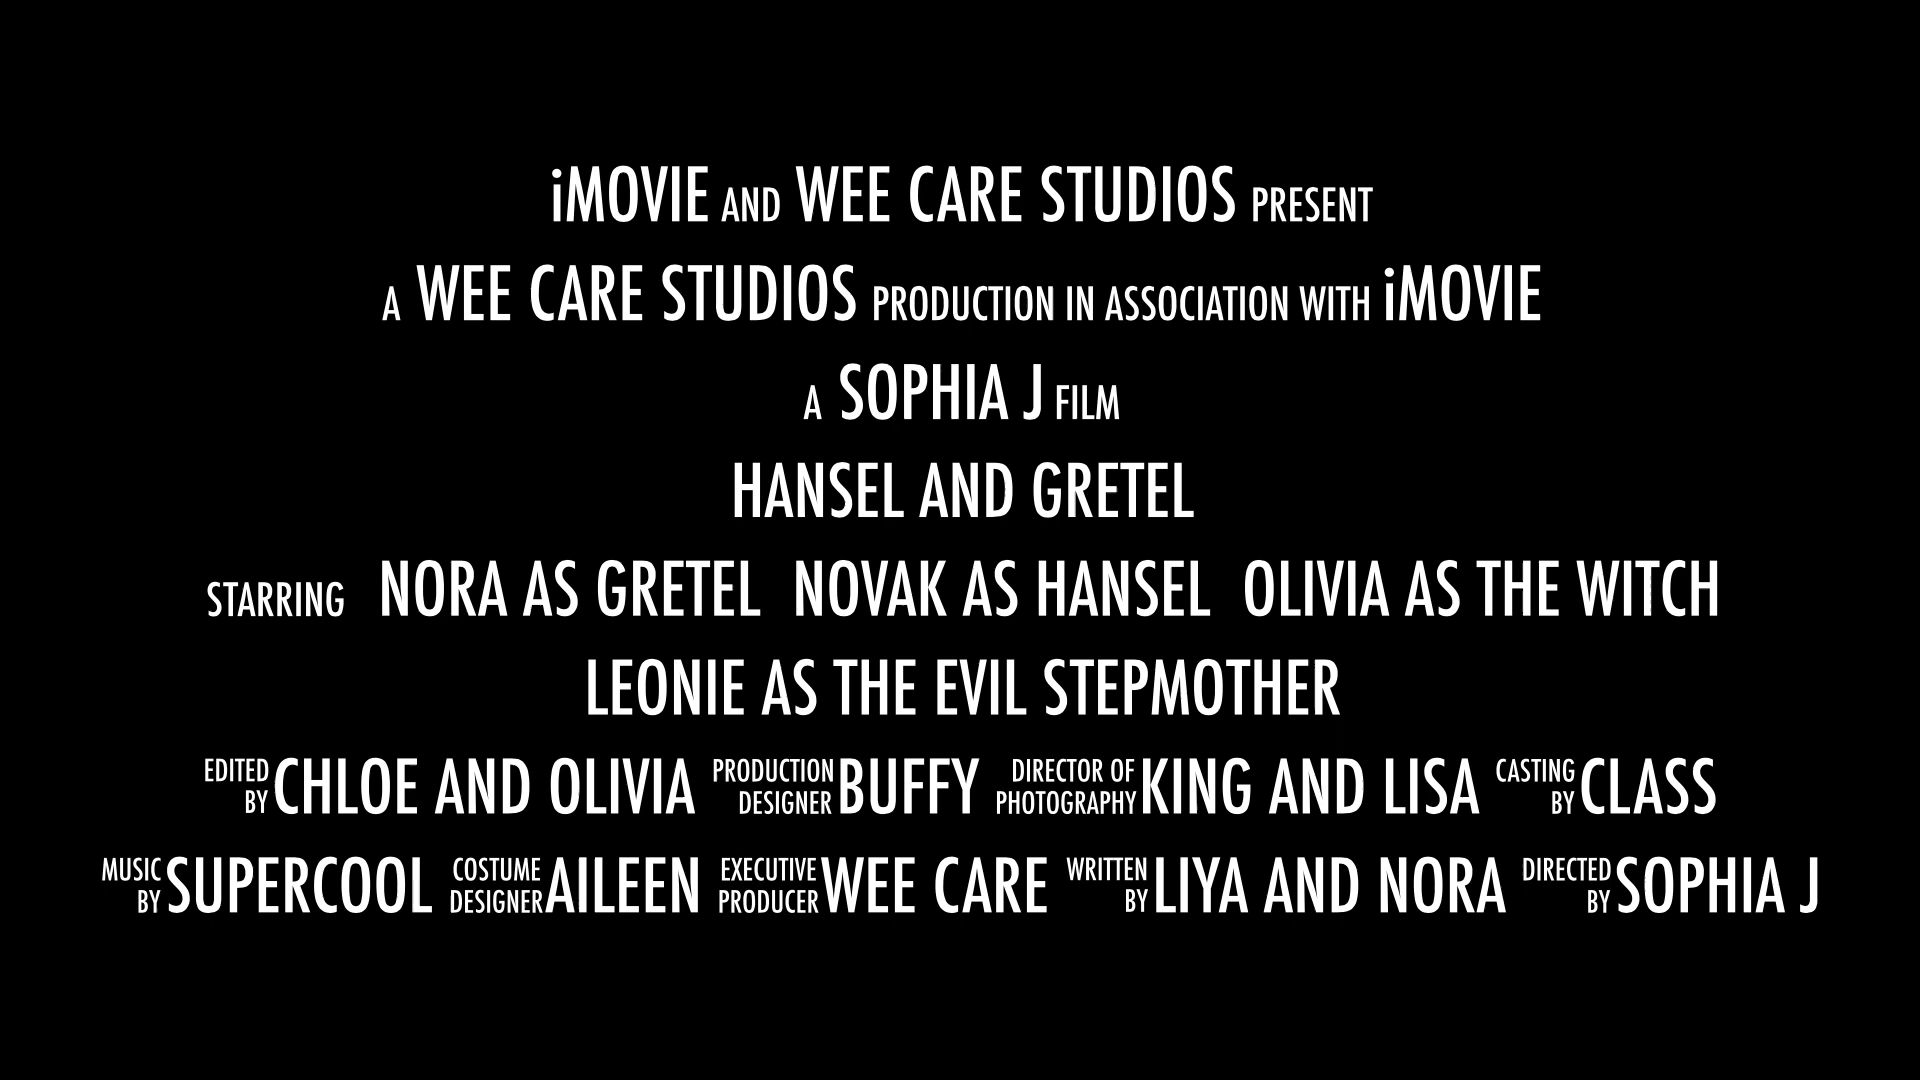 iMOVIE AND WEE CARE STUDIOS PRESENT
A WEE CARE STUDIOS PRODUCTION IN ASSOCIATION WITH iMOVIE
A SOPHIA J FILM
HANSEL AND GRETEL
STARRING NORA AS GRETEL NOVAK AS HANSEL OLIVIA AS THE WITCH
LEONIE AS THE EVIL STEPMOTHER
EDITED BY CHLOE AND OLIVIA PRODUCTION DESIGNER BUFFY DIRECTOR OF PHOTOGRAPHY KING AND LISA CASTING BY CLASS
MUSIC BY SUPERCOOL COSTUME DESIGNER AILEEN EXECUTIVE PRODUCER WEE CARE WRITTEN BY LIYA AND NORA DIRECTED BY SOPHIA J